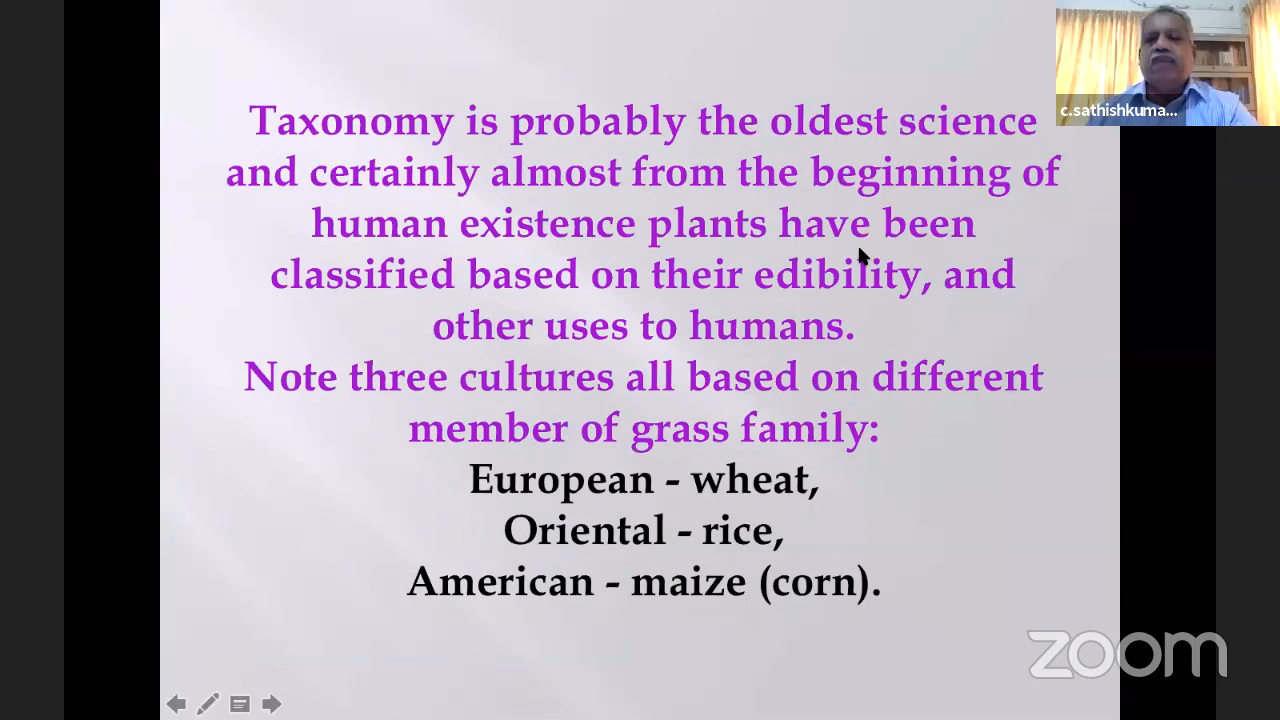 c.sathishkuma...
Taxonomy is probably the oldest science
and certainly almost from the beginning of
human existence plants have been
classified based on their edibility, and
other uses to humans.
Note three cultures all based on different
member of grass family:
European - wheat,
Oriental - rice,
American - maize (corn).
zoom